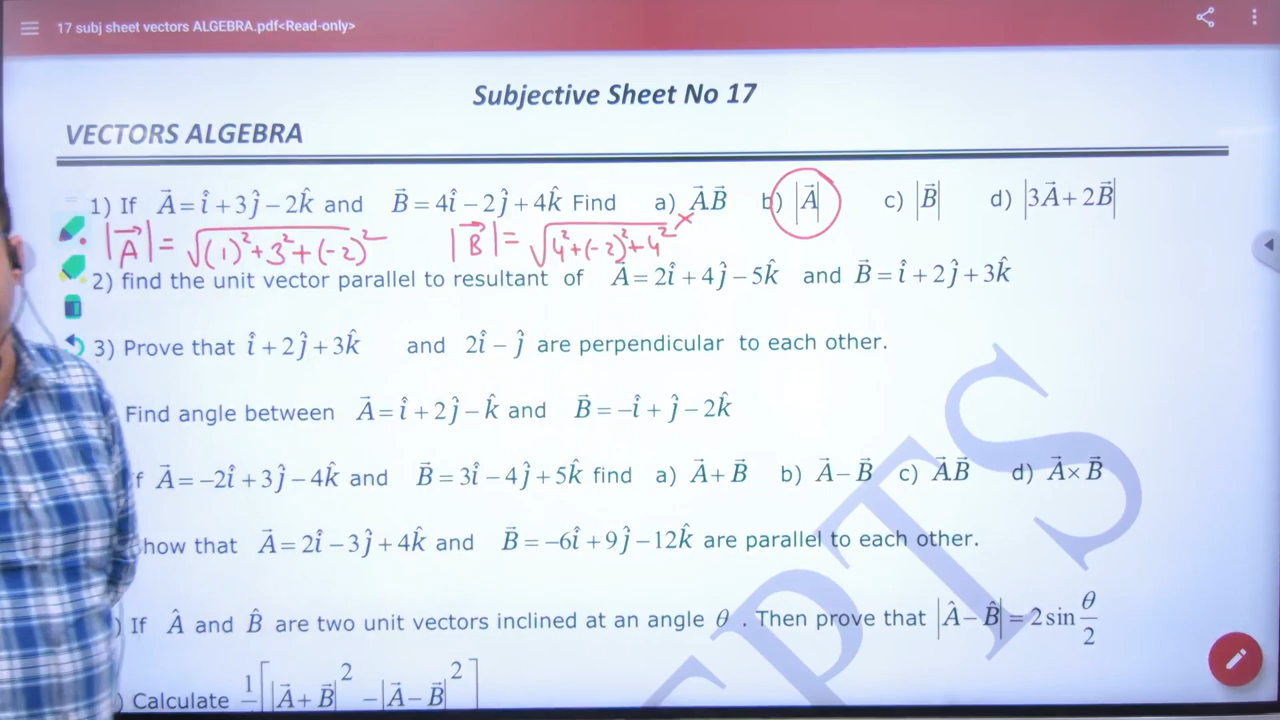 17 subj sheet vectors ALGEBRA.pdf<Read-only>
Subjective Sheet No 17
VECTORS ALGEBRA
1) If A⃗ = î + 3ĵ − 2k̂ and B⃗ = 4î − 2ĵ + 4k̂ Find a) A⃗B⃗ b) |A⃗| c) |B⃗| d) |3A⃗ + 2B⃗|
|A⃗| = √((1)² + 3² + (−2)²) |B⃗| = √(4² + (−2)² + 4²) ×
2) find the unit vector parallel to resultant of A⃗ = 2î + 4ĵ − 5k̂ and B⃗ = î + 2ĵ + 3k̂
3) Prove that î + 2ĵ + 3k̂ and 2î − ĵ are perpendicular to each other.
Find angle between A⃗ = î + 2ĵ − k̂ and B⃗ = −î + ĵ − 2k̂
f A⃗ = −2î + 3ĵ − 4k̂ and B⃗ = 3î − 4ĵ + 5k̂ find a) A⃗ + B⃗ b) A⃗ − B⃗ c) A⃗B⃗ d) A⃗ × B⃗
how that A⃗ = 2î − 3ĵ + 4k̂ and B⃗ = −6î + 9ĵ − 12k̂ are parallel to each other.
) If Â and B̂ are two unit vectors inclined at an angle θ . Then prove that |Â − B̂| = 2 sin θ/2
) Calculate 1/ [|A⃗ + B⃗|² − |A⃗ − B⃗|²]
EPTS